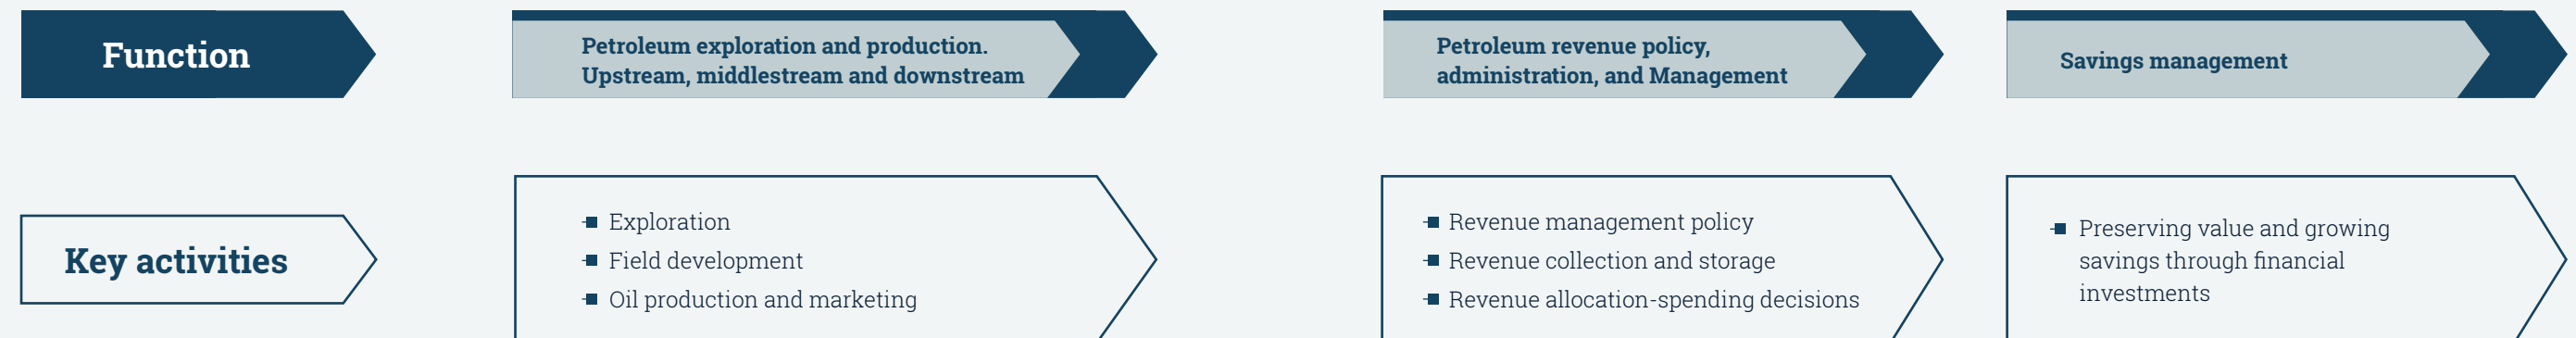 Function
Petroleum exploration and production.
Upstream, middlestream and downstream
Petroleum revenue policy,
administration, and Management
Savings management
Key activities
Exploration
Field development
Oil production and marketing
Revenue management policy
Revenue collection and storage
Revenue allocation-spending decisions
Preserving value and growing
savings through financial
investments